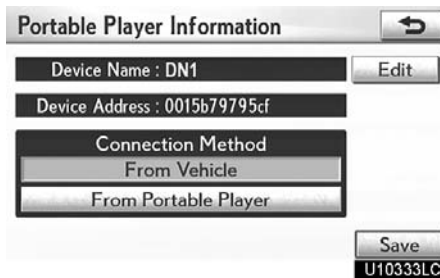 Portable Player Information
Device Name : DN1
Edit
Device Address : 0015b79795cf
Connection Method
From Vehicle
From Portable Player
Save
U10333LC